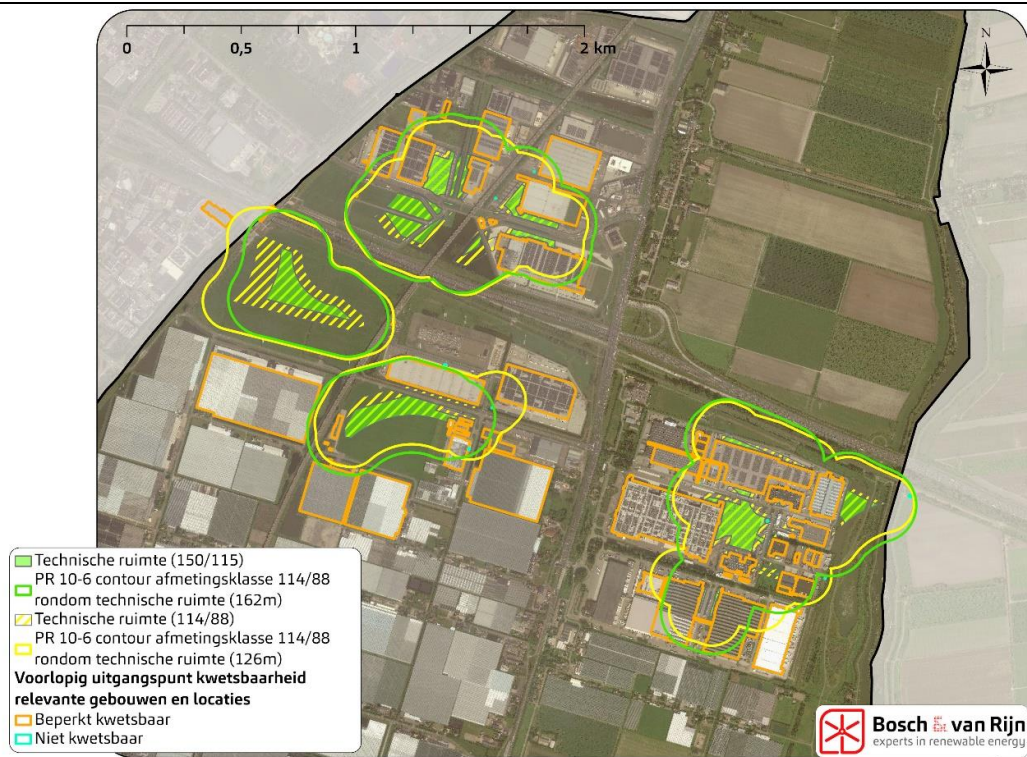 0 0,5 1 2 km
N
Technische ruimte (150/115)
PR 10-6 contour afmetingsklasse 114/88
rondom technische ruimte (162m)
Technische ruimte (114/88)
PR 10-6 contour afmetingsklasse 114/88
rondom technische ruimte (126m)
Voorlopig uitgangspunt kwetsbaarheid
relevante gebouwen en locaties
Beperkt kwetsbaar
Niet kwetsbaar
Bosch & van Rijn
experts in renewable energy